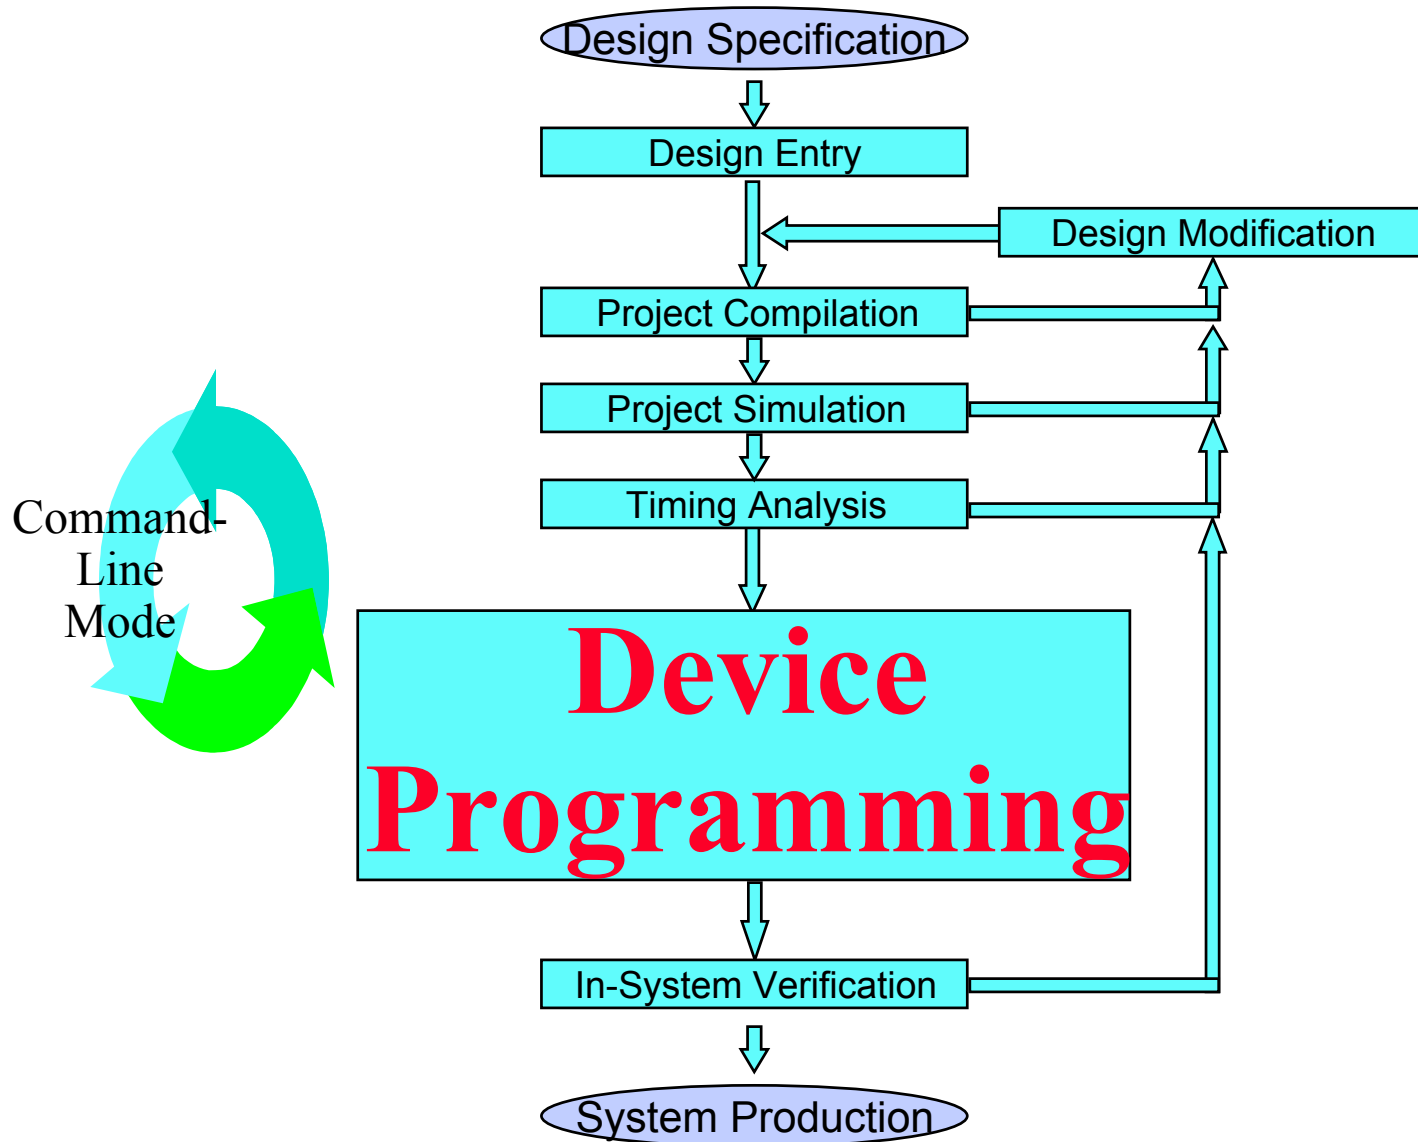 Design Specification
Design Entry
Design Modification
Project Compilation
Project Simulation
Timing Analysis
Command-
Line
Mode
Device
Programming
In-System Verification
System Production